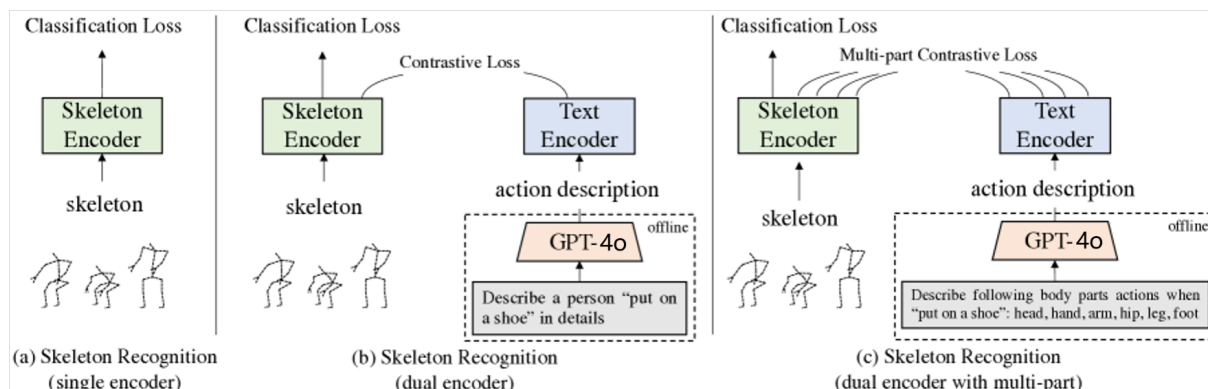 Classification Loss
Skeleton
Encoder
skeleton
(a) Skeleton Recognition
(single encoder)
Classification Loss
Contrastive Loss
Skeleton
Encoder
Text
Encoder
skeleton
action description
offline
GPT-4o
Describe a person “put on
a shoe” in details
(b) Skeleton Recognition
(dual encoder)
Classification Loss
Multi-part Contrastive Loss
Skeleton
Encoder
Text
Encoder
skeleton
action description
offline
GPT-4o
Describe following body parts actions when
“put on a shoe”: head, hand, arm, hip, leg, foot
(c) Skeleton Recognition
(dual encoder with multi-part)